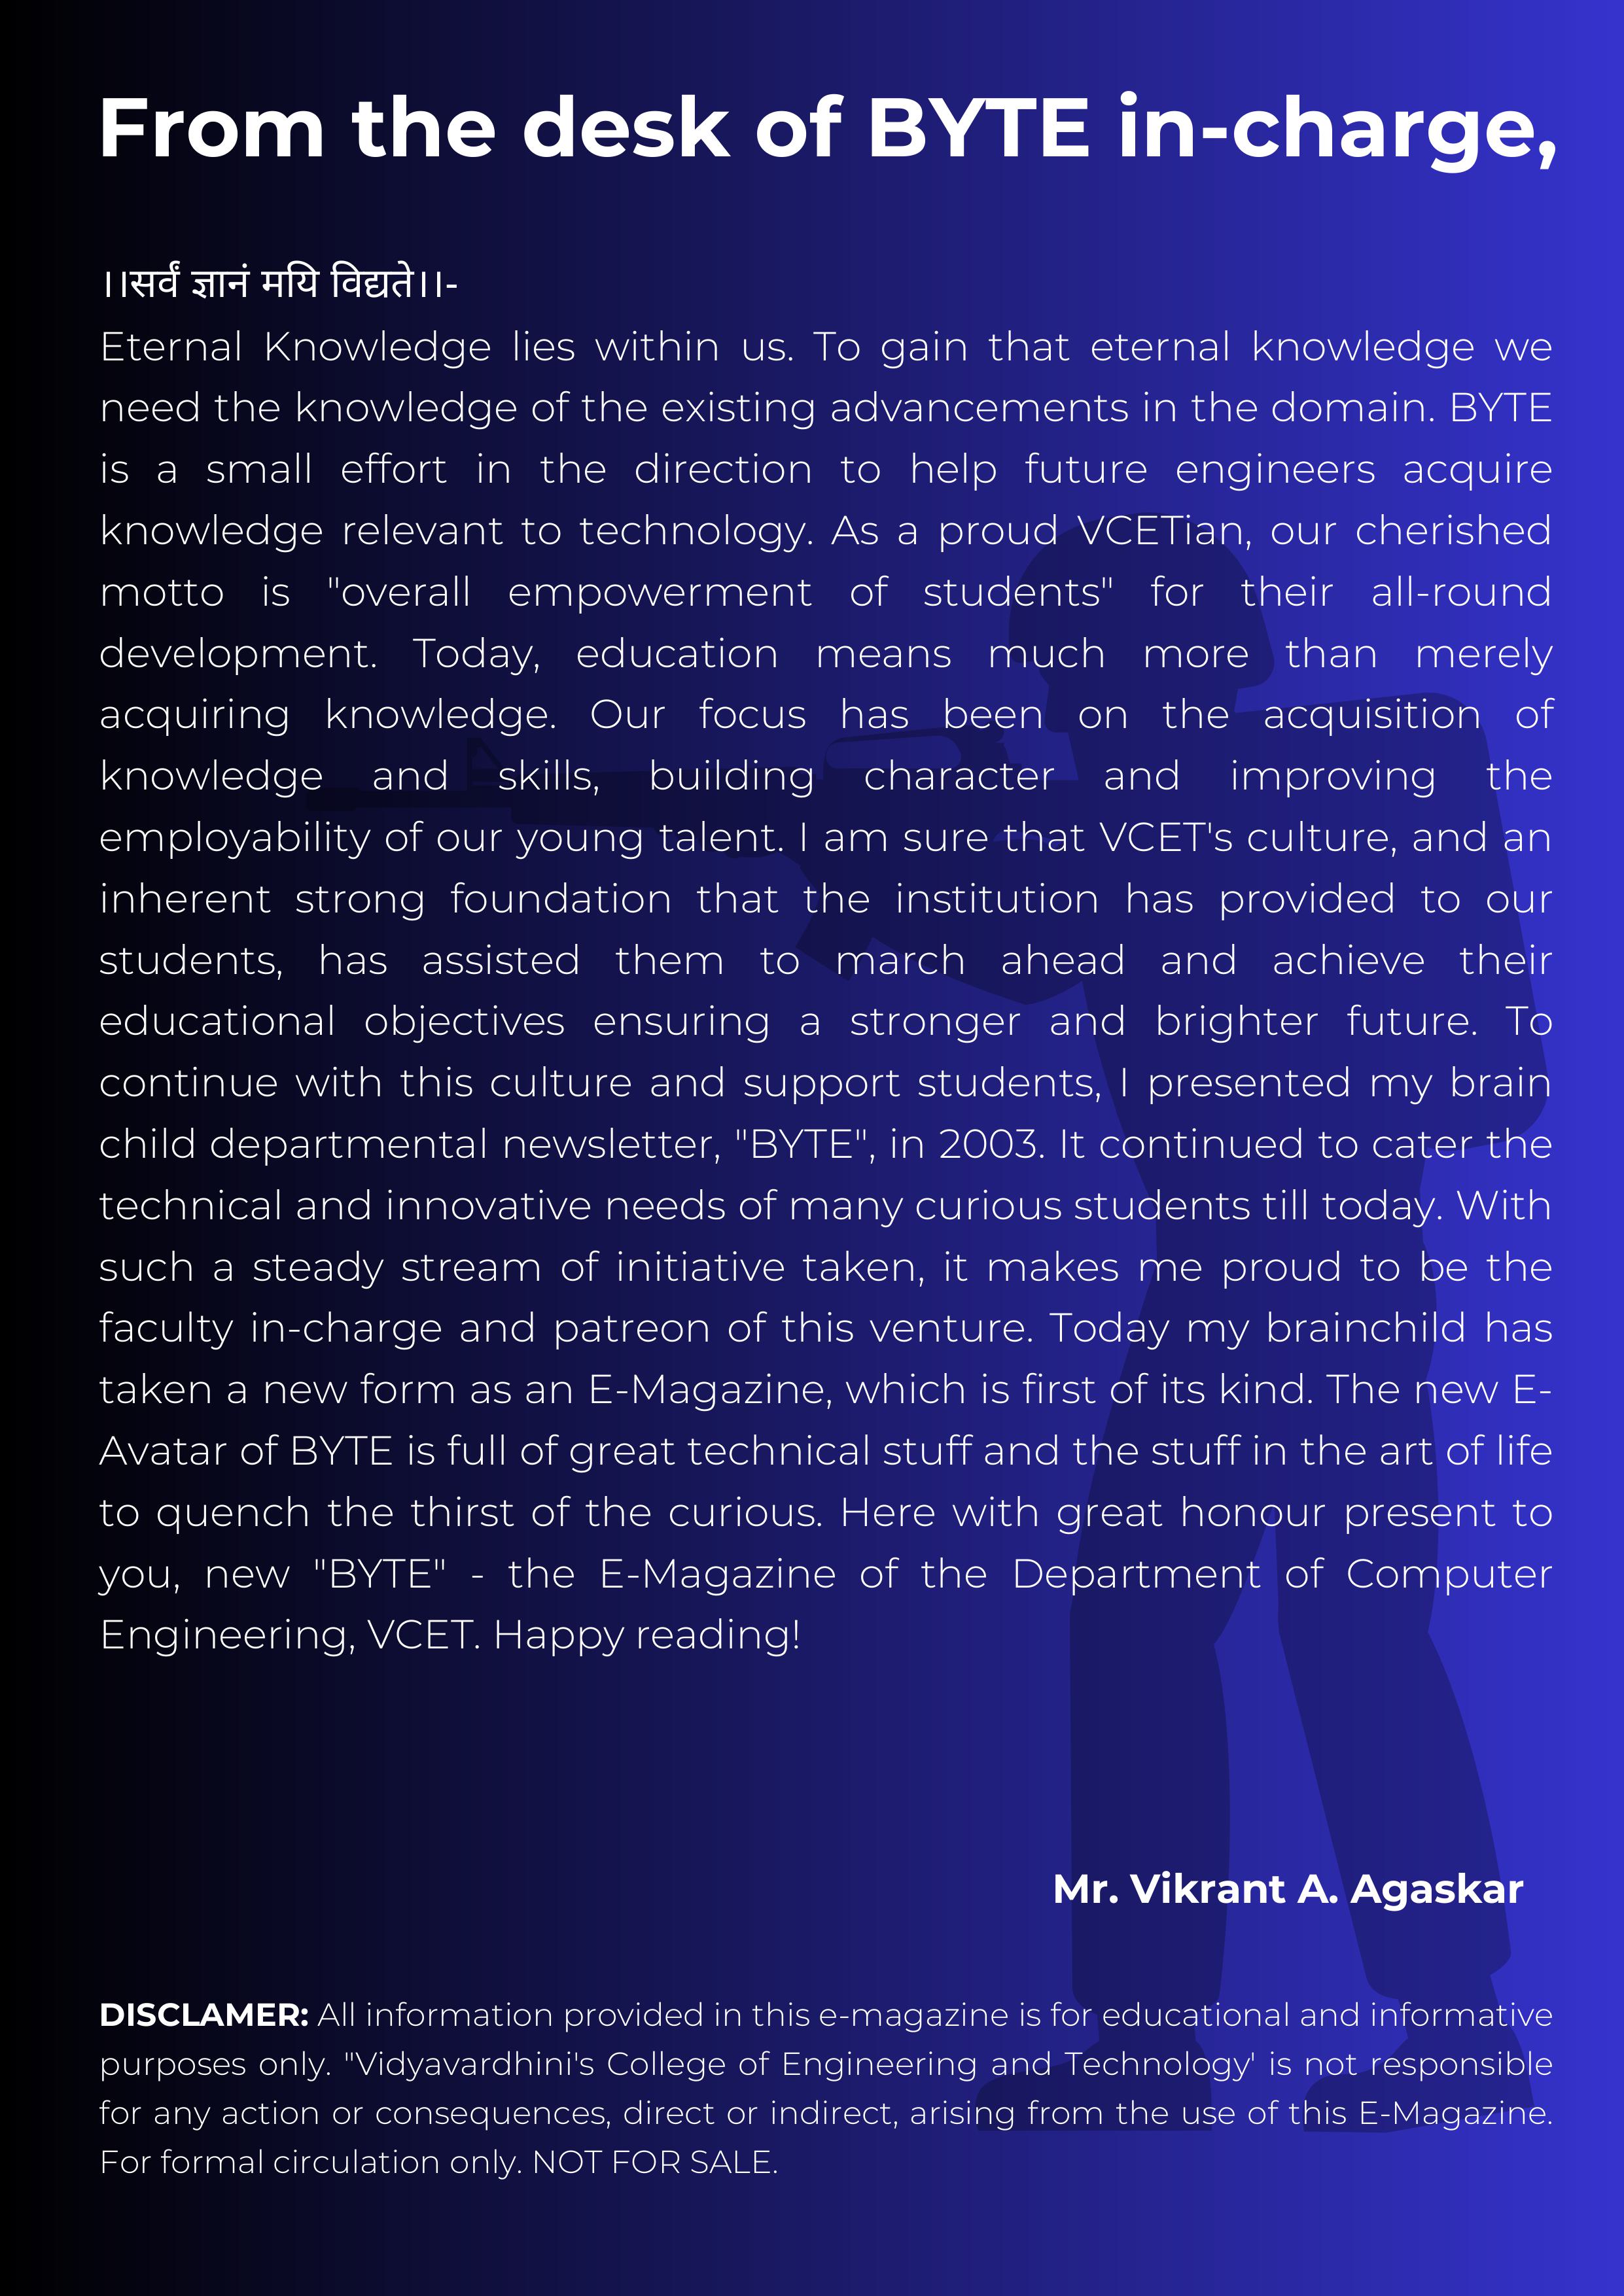 From the desk of BYTE in-charge,
।।सर्वं ज्ञानं मयि विद्यते।।-
Eternal Knowledge lies within us. To gain that eternal knowledge we
need the knowledge of the existing advancements in the domain. BYTE
is a small effort in the direction to help future engineers acquire
knowledge relevant to technology. As a proud VCETian, our cherished
motto is "overall empowerment of students" for their all-round
development. Today, education means much more than merely
acquiring knowledge. Our focus has been on the acquisition of
knowledge and skills, building character and improving the
employability of our young talent. I am sure that VCET's culture, and an
inherent strong foundation that the institution has provided to our
students, has assisted them to march ahead and achieve their
educational objectives ensuring a stronger and brighter future. To
continue with this culture and support students, I presented my brain
child departmental newsletter, "BYTE", in 2003. It continued to cater the
technical and innovative needs of many curious students till today. With
such a steady stream of initiative taken, it makes me proud to be the
faculty in-charge and patreon of this venture. Today my brainchild has
taken a new form as an E-Magazine, which is first of its kind. The new E-
Avatar of BYTE is full of great technical stuff and the stuff in the art of life
to quench the thirst of the curious. Here with great honour present to
you, new "BYTE" - the E-Magazine of the Department of Computer
Engineering, VCET. Happy reading!
Mr. Vikrant A. Agaskar
DISCLAMER: All information provided in this e-magazine is for educational and informative
purposes only. "Vidyavardhini's College of Engineering and Technology' is not responsible
for any action or consequences, direct or indirect, arising from the use of this E-Magazine.
For formal circulation only. NOT FOR SALE.